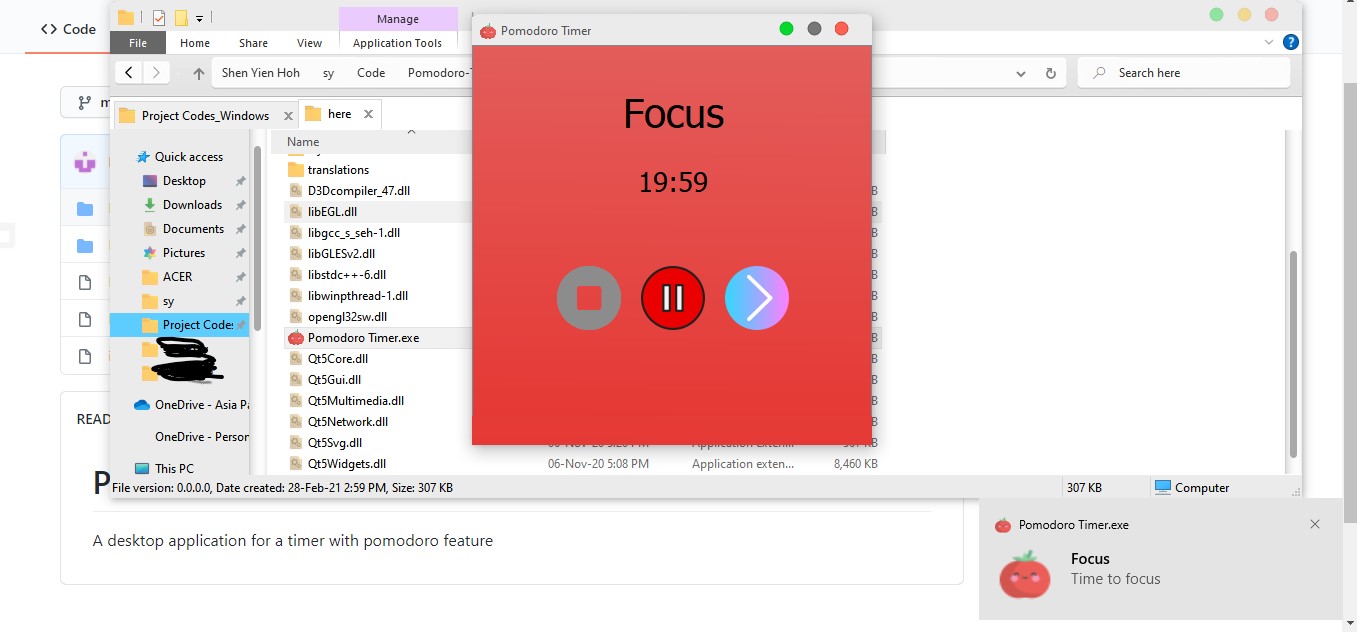 Code
Manage
File
Home
Share
View
Application Tools
Shen Yien Hoh
sy
Code
Pomodoro-
Search here
Project Codes_Windows
here
Quick access
Desktop
Downloads
Documents
Pictures
ACER
sy
Project Codes
OneDrive - Asia Pa
OneDrive - Person
This PC
Name
translations
D3Dcompiler_47.dll
libEGL.dll
libgcc_s_seh-1.dll
libGLESv2.dll
libstdc++-6.dll
libwinpthread-1.dll
opengl32sw.dll
Pomodoro Timer.exe
Qt5Core.dll
Qt5Gui.dll
Qt5Multimedia.dll
Qt5Network.dll
Qt5Svg.dll
Qt5Widgets.dll
06-Nov-20 5:08 PM
Application exten...
8,460 KB
Pomodoro Timer
Focus
19:59
File version: 0.0.0.0, Date created: 28-Feb-21 2:59 PM, Size: 307 KB
307 KB
Computer
READ
P
A desktop application for a timer with pomodoro feature
Pomodoro Timer.exe
Focus
Time to focus